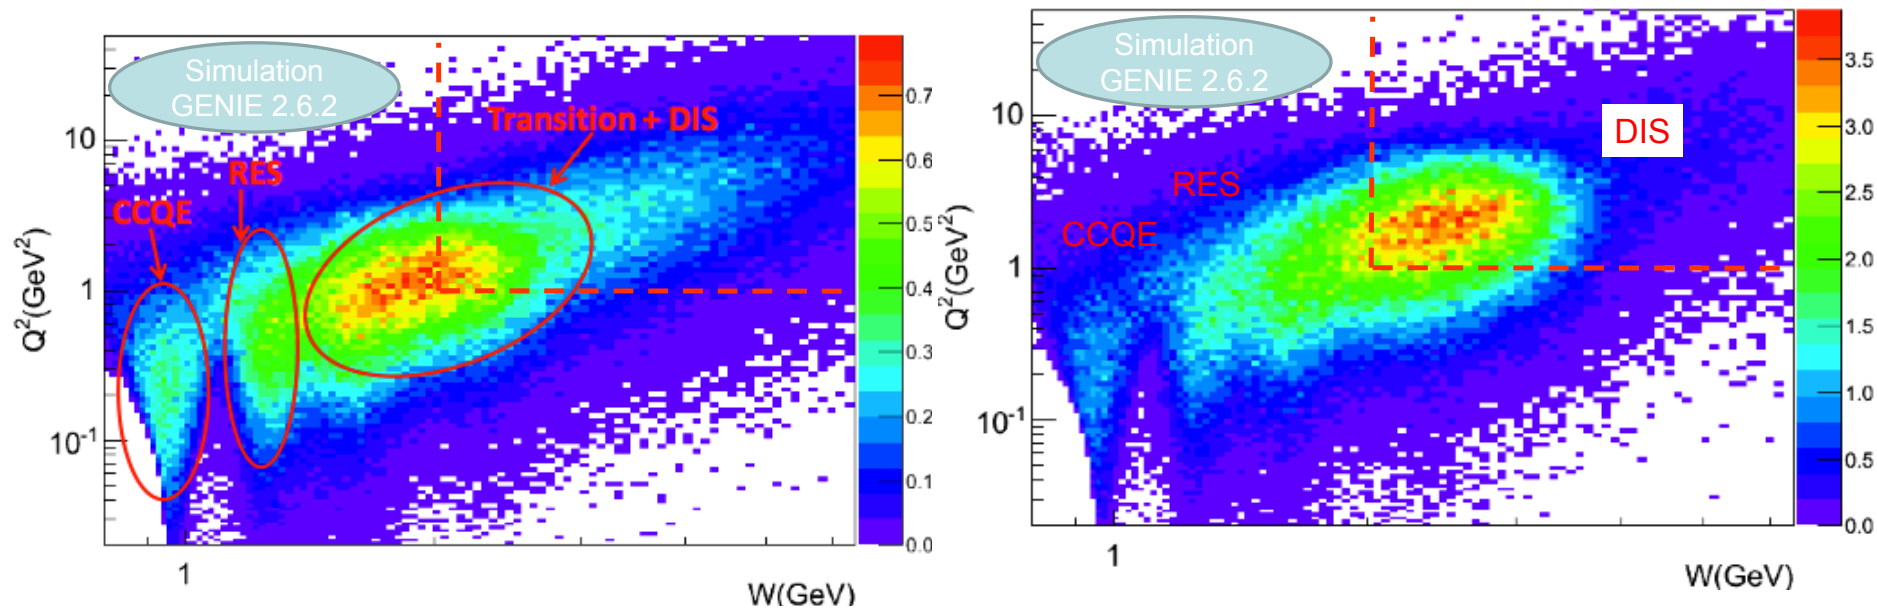 Simulation
GENIE 2.6.2
Transition + DIS
RES
CCQE
10
1
10-1
Q2(GeV2)
1
W(GeV)
0.7
0.6
0.5
0.4
0.3
0.2
0.1
0.0
Simulation
GENIE 2.6.2
DIS
RES
CCQE
10
1
10-1
Q2(GeV2)
1
W(GeV)
3.5
3.0
2.5
2.0
1.5
1.0
0.5
0.0